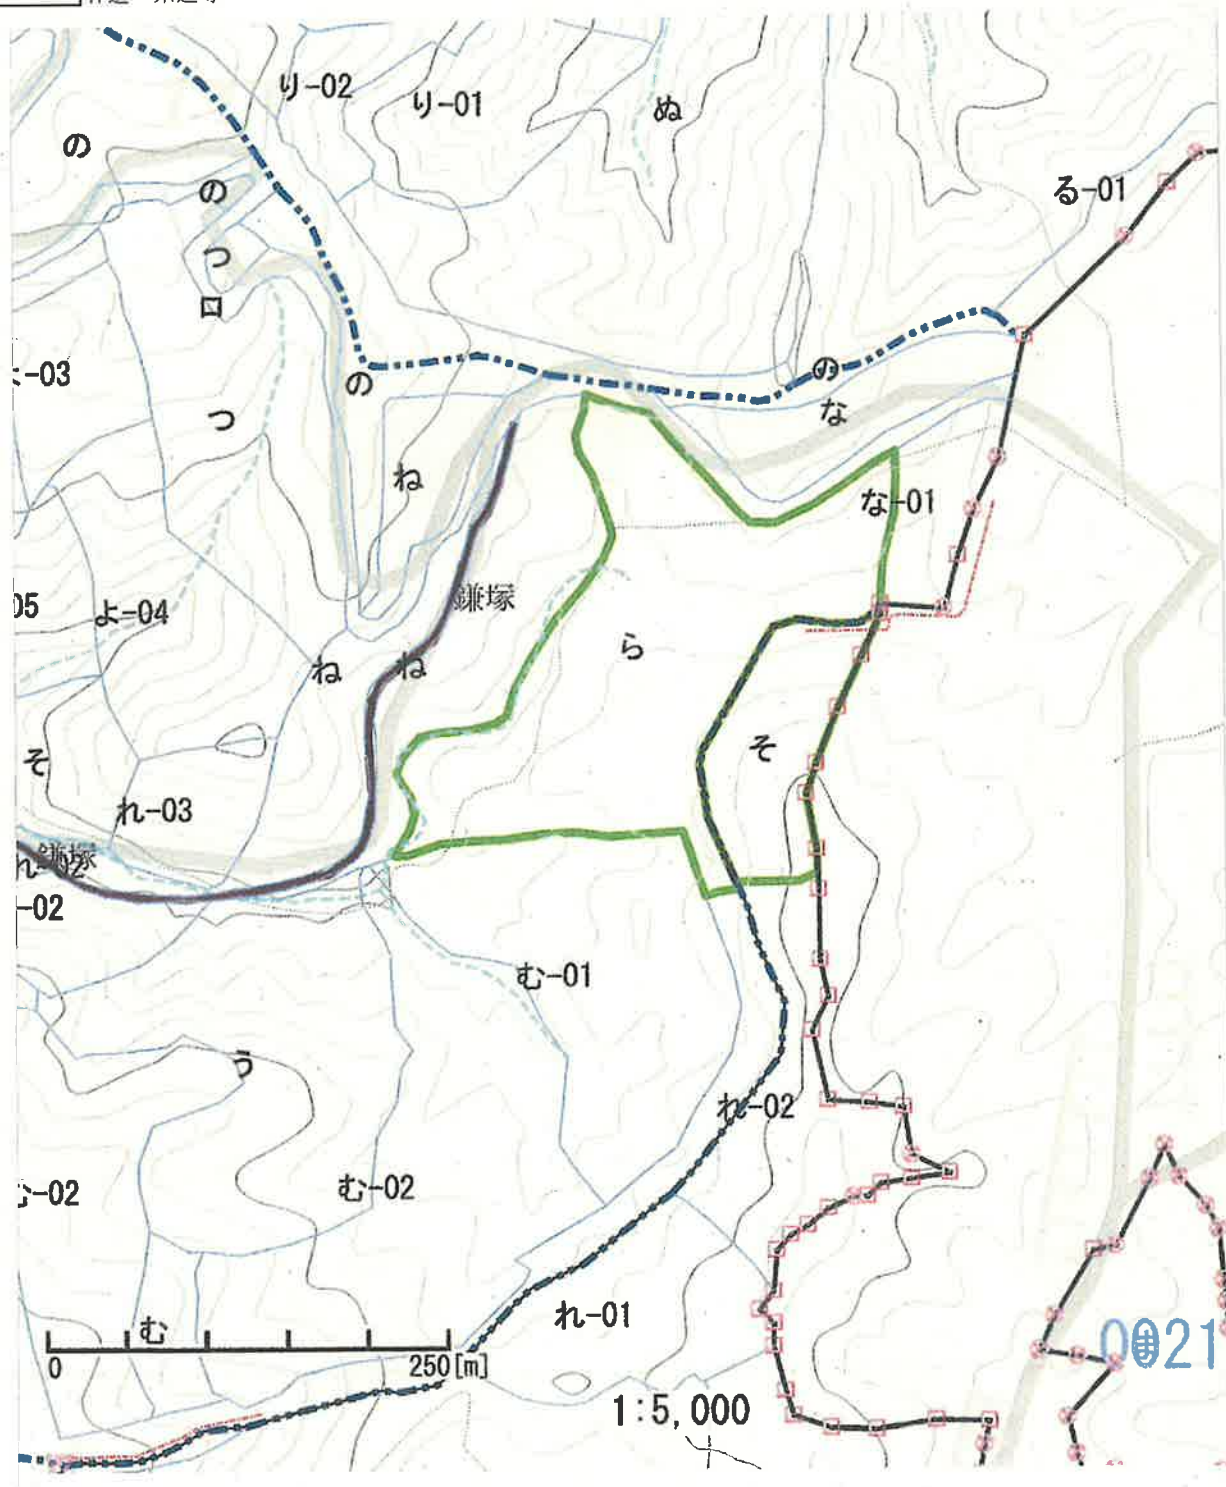 り-02
り-01
ぬ
の
の
る-01
つ
ロ
-03
の
の
つ
な
ね
な-01
鎌塚
05
よ-04
ら
ね
ね
そ
そ
れ-03
鎌塚
-02
む-01
う
れ-02
-02
む-02
む
れ-01
0 250[m]
1:5,000